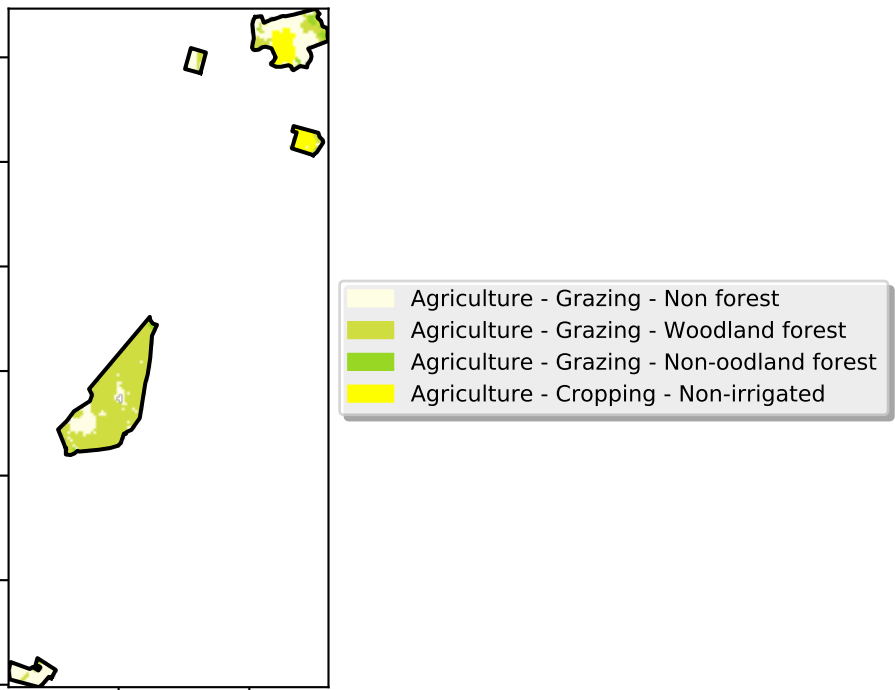 Agriculture - Grazing - Non forest
Agriculture - Grazing - Woodland forest
Agriculture - Grazing - Non-oodland forest
Agriculture - Cropping - Non-irrigated